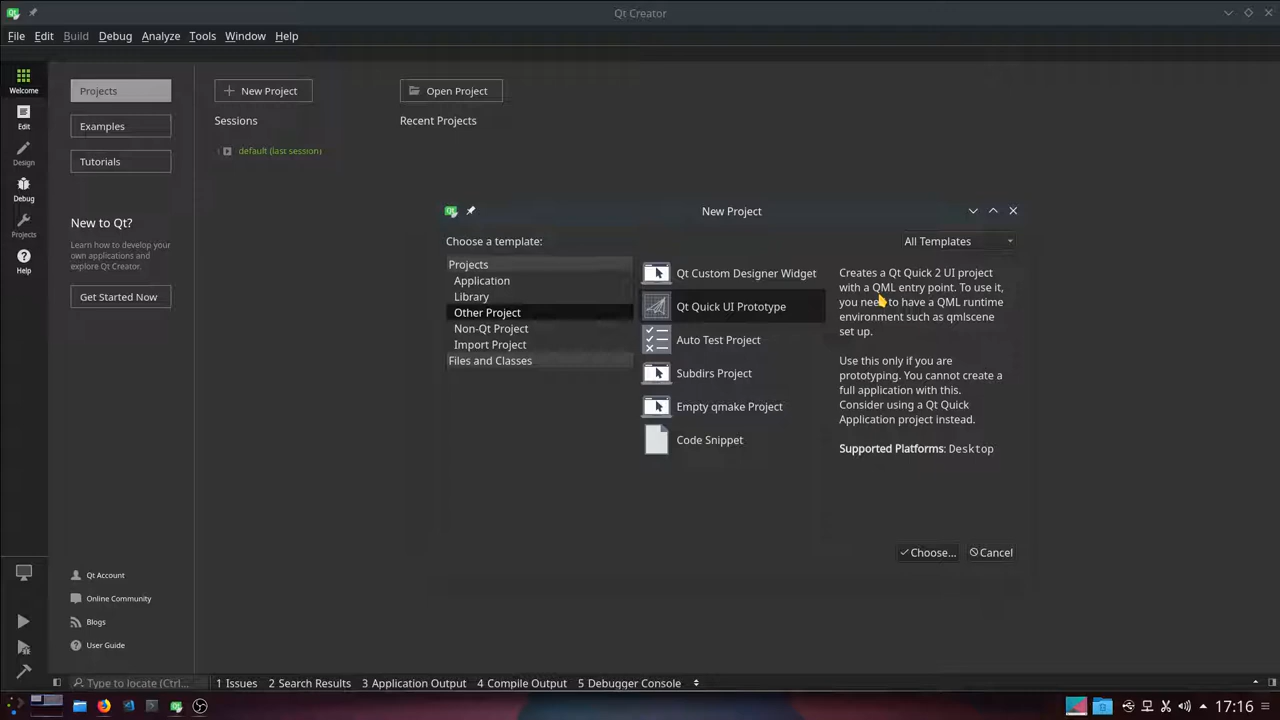 Qt Creator
File Edit Build Debug Analyze Tools Window Help
Welcome
Edit
Design
Debug
Projects
Help
Projects
Examples
Tutorials
New to Qt?
Learn how to develop your
own applications and
explore Qt Creator.
Get Started Now
Qt Account
Online Community
Blogs
User Guide
New Project
Open Project
Sessions
Recent Projects
default (last session)
New Project
Choose a template:
All Templates
Projects
Application
Library
Other Project
Non-Qt Project
Import Project
Files and Classes
Qt Custom Designer Widget
Qt Quick UI Prototype
Auto Test Project
Subdirs Project
Empty qmake Project
Code Snippet
Creates a Qt Quick 2 UI project
with a QML entry point. To use it,
you need to have a QML runtime
environment such as qmlscene
set up.
Use this only if you are
prototyping. You cannot create a
full application with this.
Consider using a Qt Quick
Application project instead.
Supported Platforms: Desktop
Choose... Cancel
Type to locate (Ctrl... 1 Issues 2 Search Results 3 Application Output 4 Compile Output 5 Debugger Console
17:16